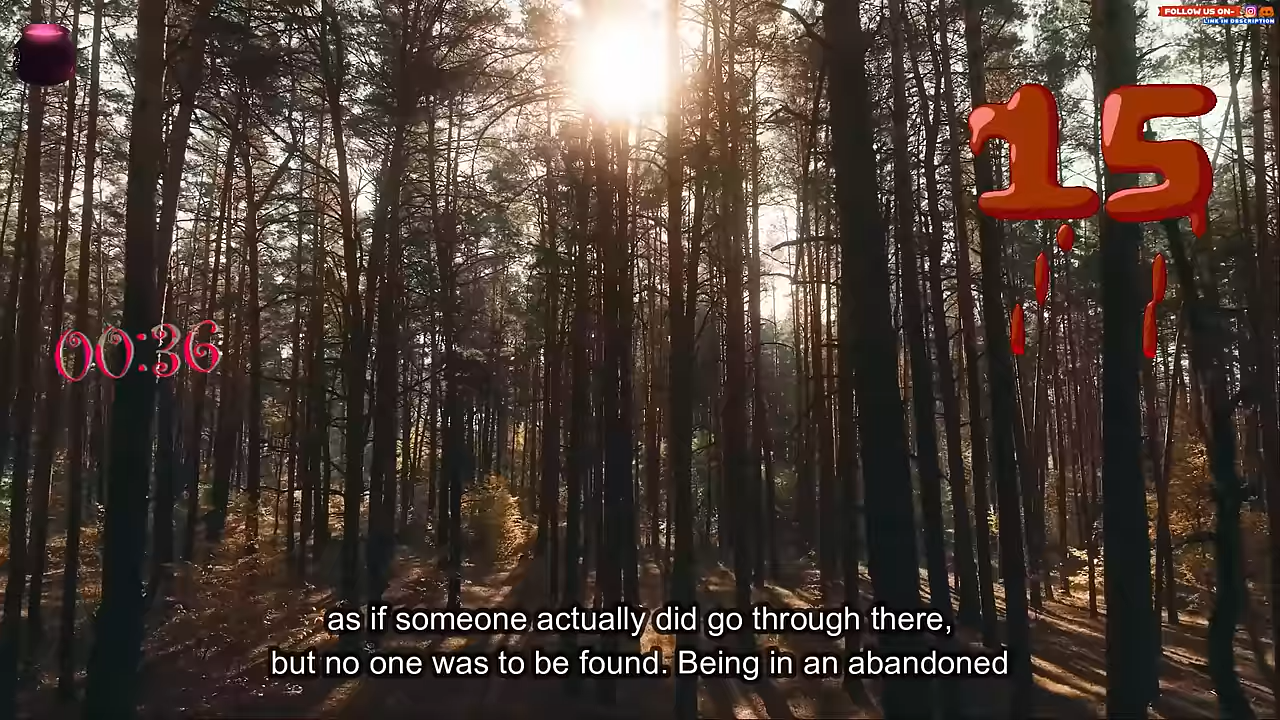 FOLLOW US ON-
LINK IN DESCRIPTION
15
00:36
as if someone actually did go through there,
but no one was to be found. Being in an abandoned